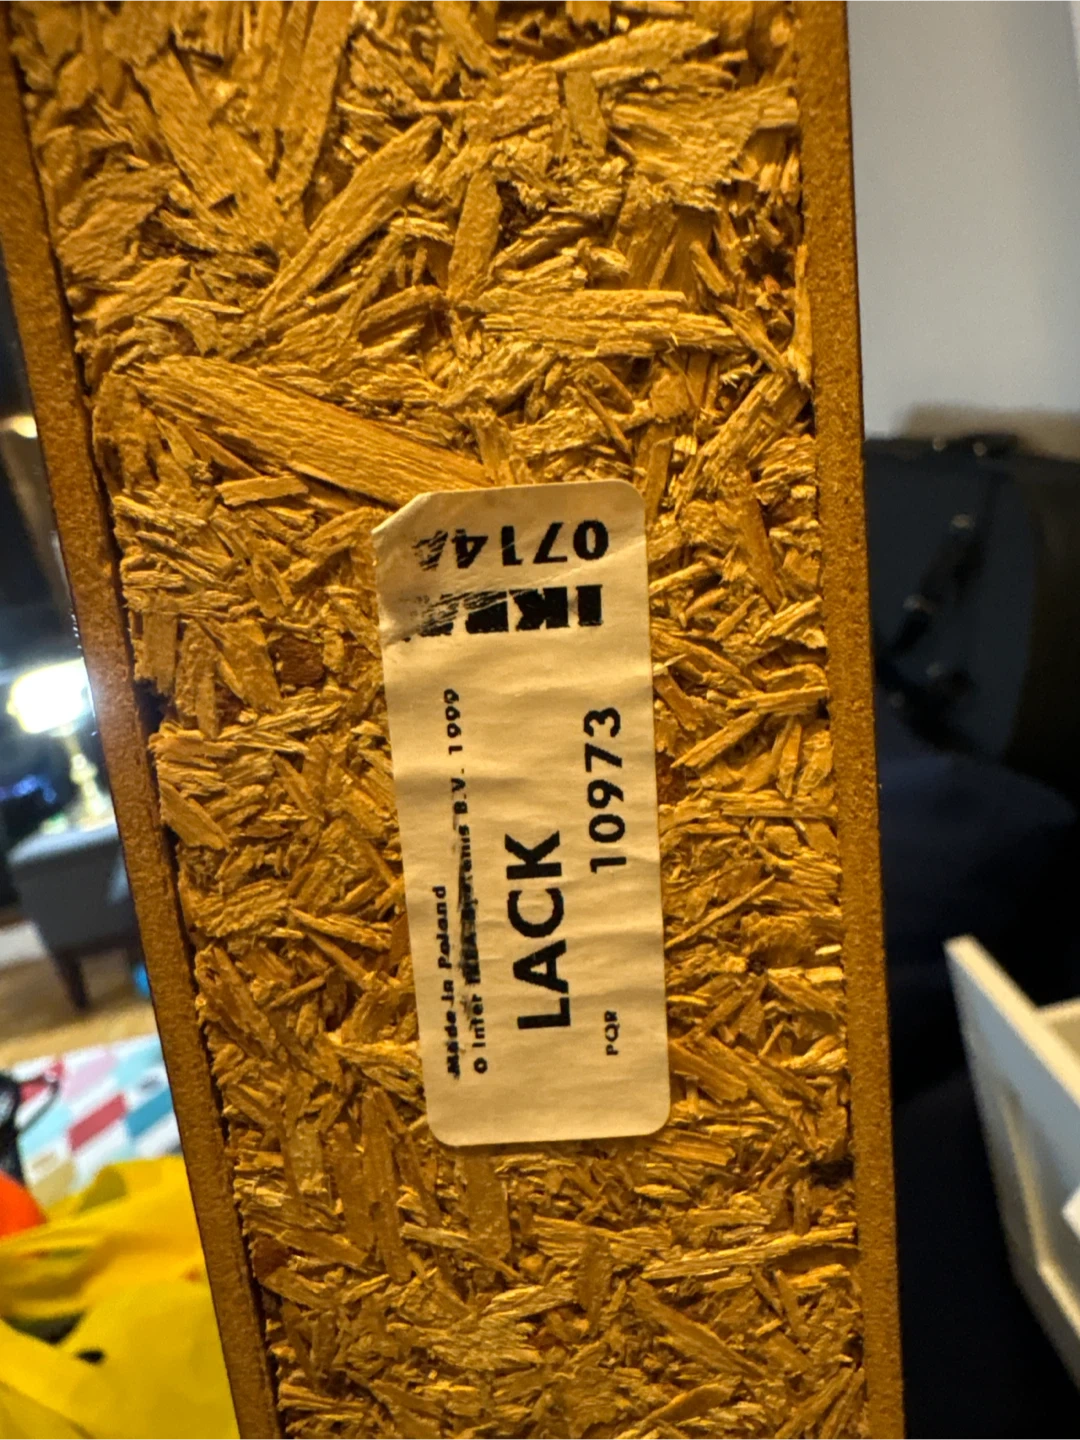 LACK
10973
PQR
Made in Poland
© Inter IKEA Systems B.V. 1999
IKEA
0714